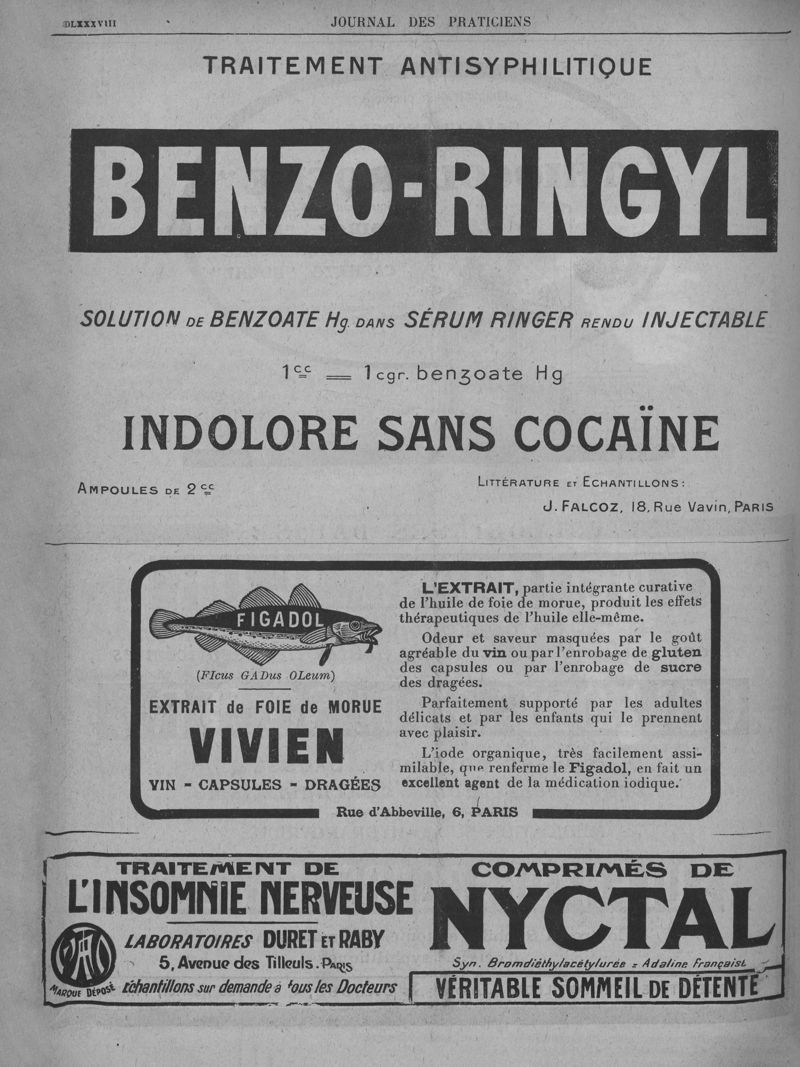 DLXXXVIII
JOURNAL DES PRATICIENS
TRAITEMENT ANTISYPHILITIQUE
BENZO-RINGYL
SOLUTION DE BENZOATE Hg. DANS SÉRUM RINGER RENDU INJECTABLE
1cc = 1cgr. benzoate Hg
INDOLORE SANS COCAÏNE
AMPOULES DE 2cc
LITTÉRATURE ET ECHANTILLONS:
J. FALCOZ, 18, Rue Vavin, PARIS
FIGADOL
(FIcus GADus OLeum)
EXTRAIT de FOIE de MORUE
VIVIEN
VIN - CAPSULES - DRAGÉES
L'EXTRAIT, partie intégrante curative
de l'huile de foie de morue, produit les effets
thérapeutiques de l'huile elle-même.
Odeur et saveur masquées par le goût
agréable du vin ou par l'enrobage de gluten
des capsules ou par l'enrobage de sucre
des dragées.
Parfaitement supporté par les adultes
délicats et par les enfants qui le prennent
avec plaisir.
L'iode organique, très facilement assi-
milable, que renferme le Figadol, en fait un
excellent agent de la médication iodique.
Rue d'Abbeville, 6, PARIS
TRAITEMENT DE
L'INSOMNIE NERVEUSE
LABORATOIRES DURET ET RABY
5, Avenue des Tilleuls. PARIS
MARQUE DÉPOSÉ
Échantillons sur demande à tous les Docteurs
COMPRIMÉS DE
NYCTAL
Syn. Bromdiéthylacétylurée = Adaline Française
VÉRITABLE SOMMEIL DE DÉTENTE